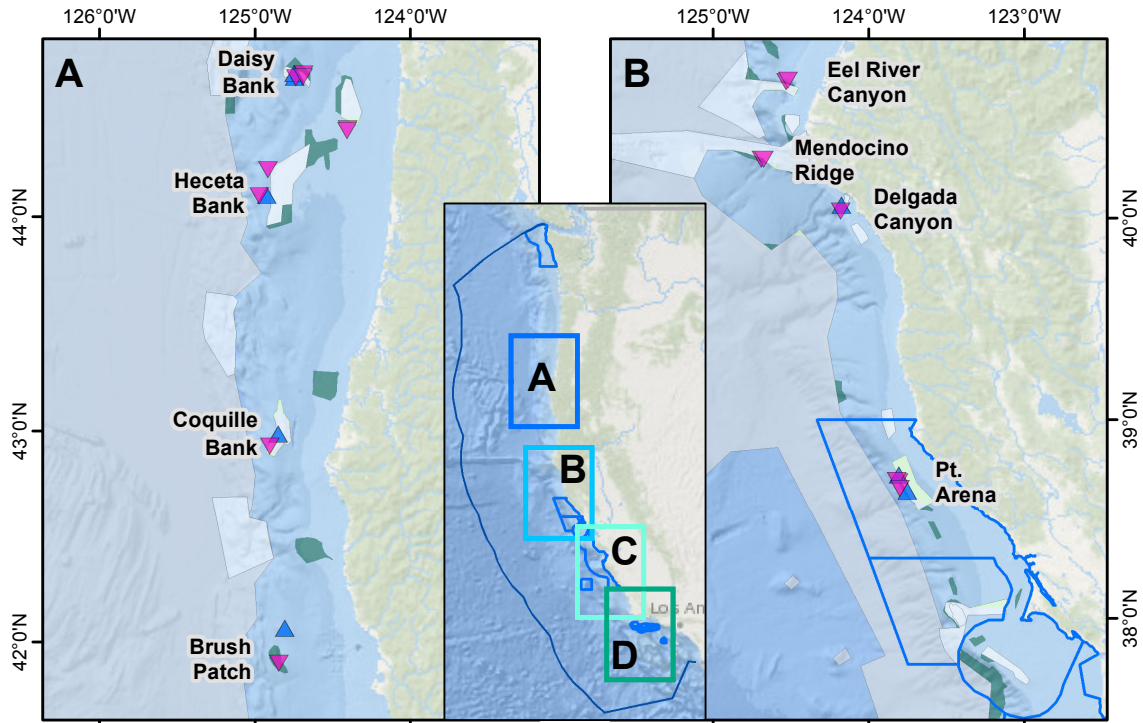 126°0'W
125°0'W
124°0'W
125°0'W
124°0'W
123°0'W
A
Daisy
Bank
Heceta
Bank
Coquille
Bank
Brush
Patch
44°0'N
43°0'N
42°0'N
A
B
C
D
Los An
B
Eel River
Canyon
Mendocino
Ridge
Delgada
Canyon
Pt.
Arena
40°0'N
39°0'N
38°0'N